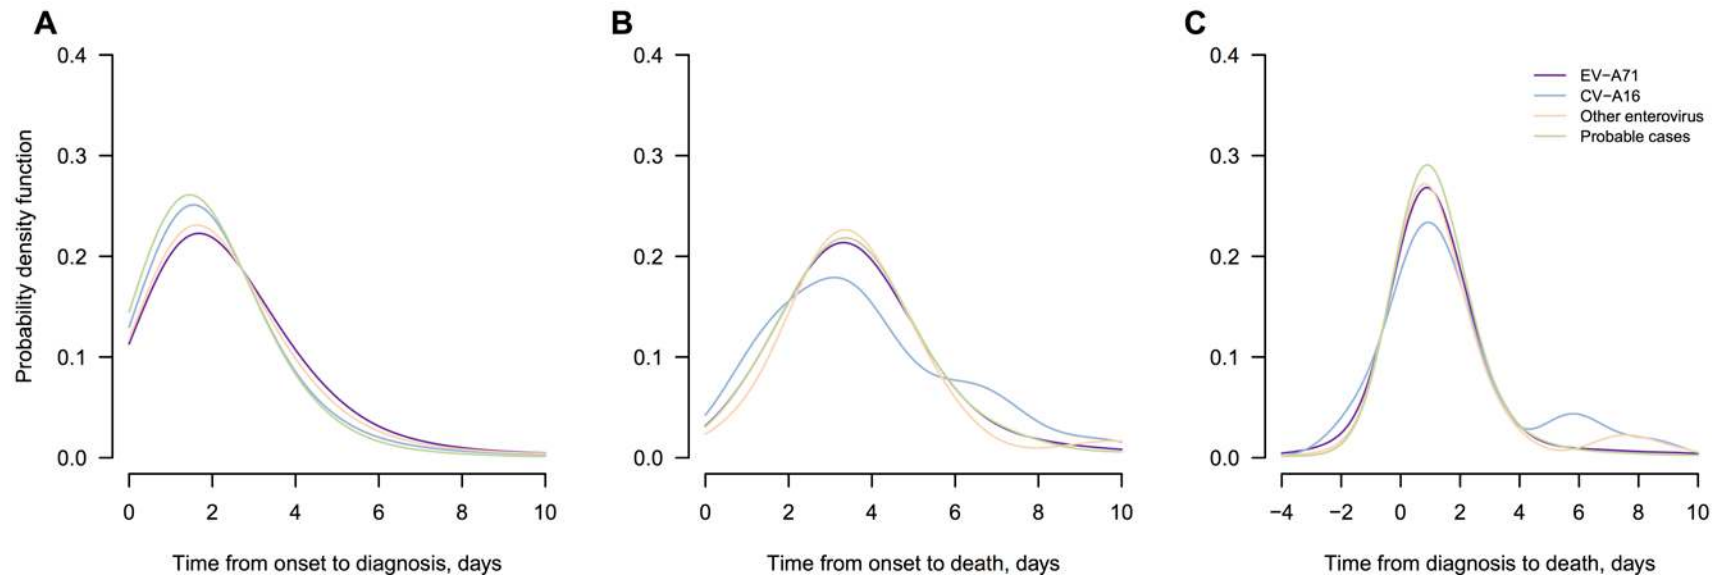 A
B
C
Probability density function
0.4
0.3
0.2
0.1
0.0
0 2 4 6 8 10
Time from onset to diagnosis, days
0.4
0.3
0.2
0.1
0.0
0 2 4 6 8 10
Time from onset to death, days
0.4
0.3
0.2
0.1
0.0
−4 −2 0 2 4 6 8 10
Time from diagnosis to death, days
EV−A71
CV−A16
Other enterovirus
Probable cases